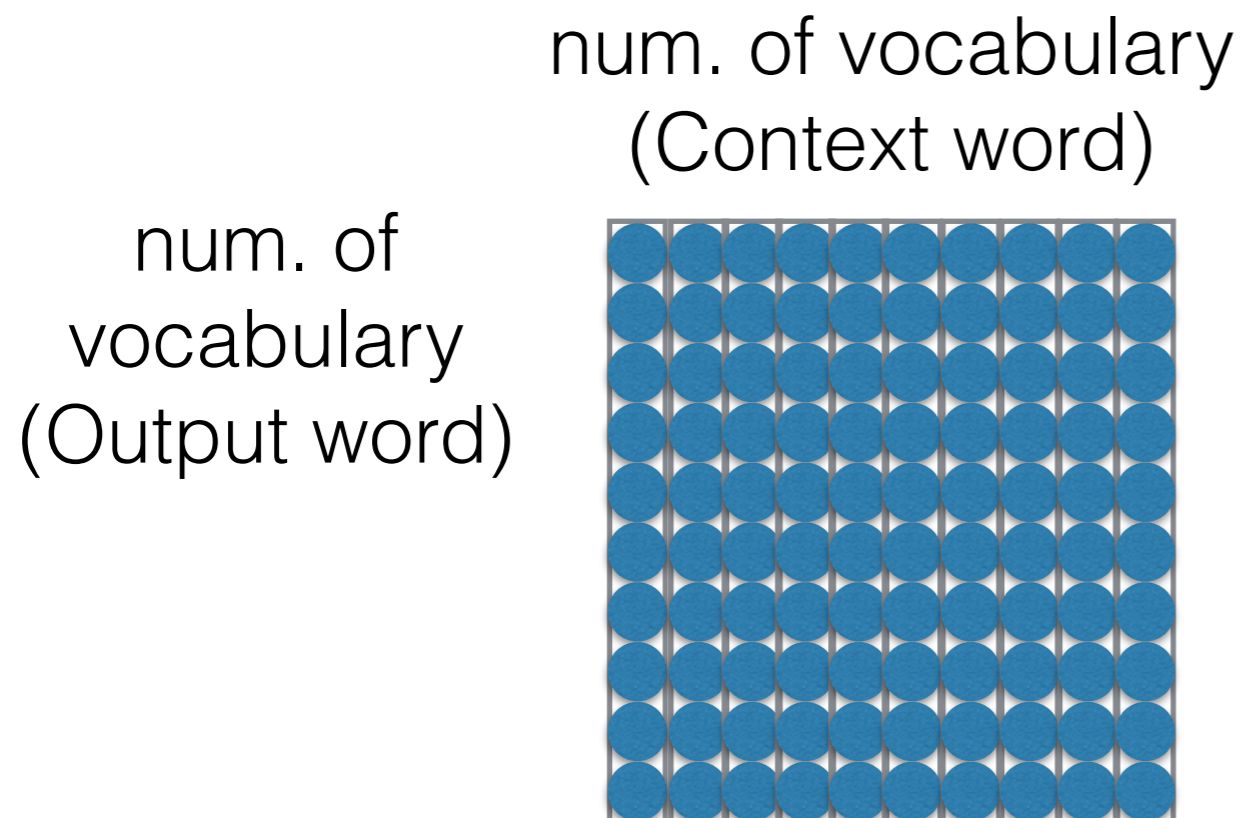 num. of vocabulary
(Context word)
num. of
vocabulary
(Output word)